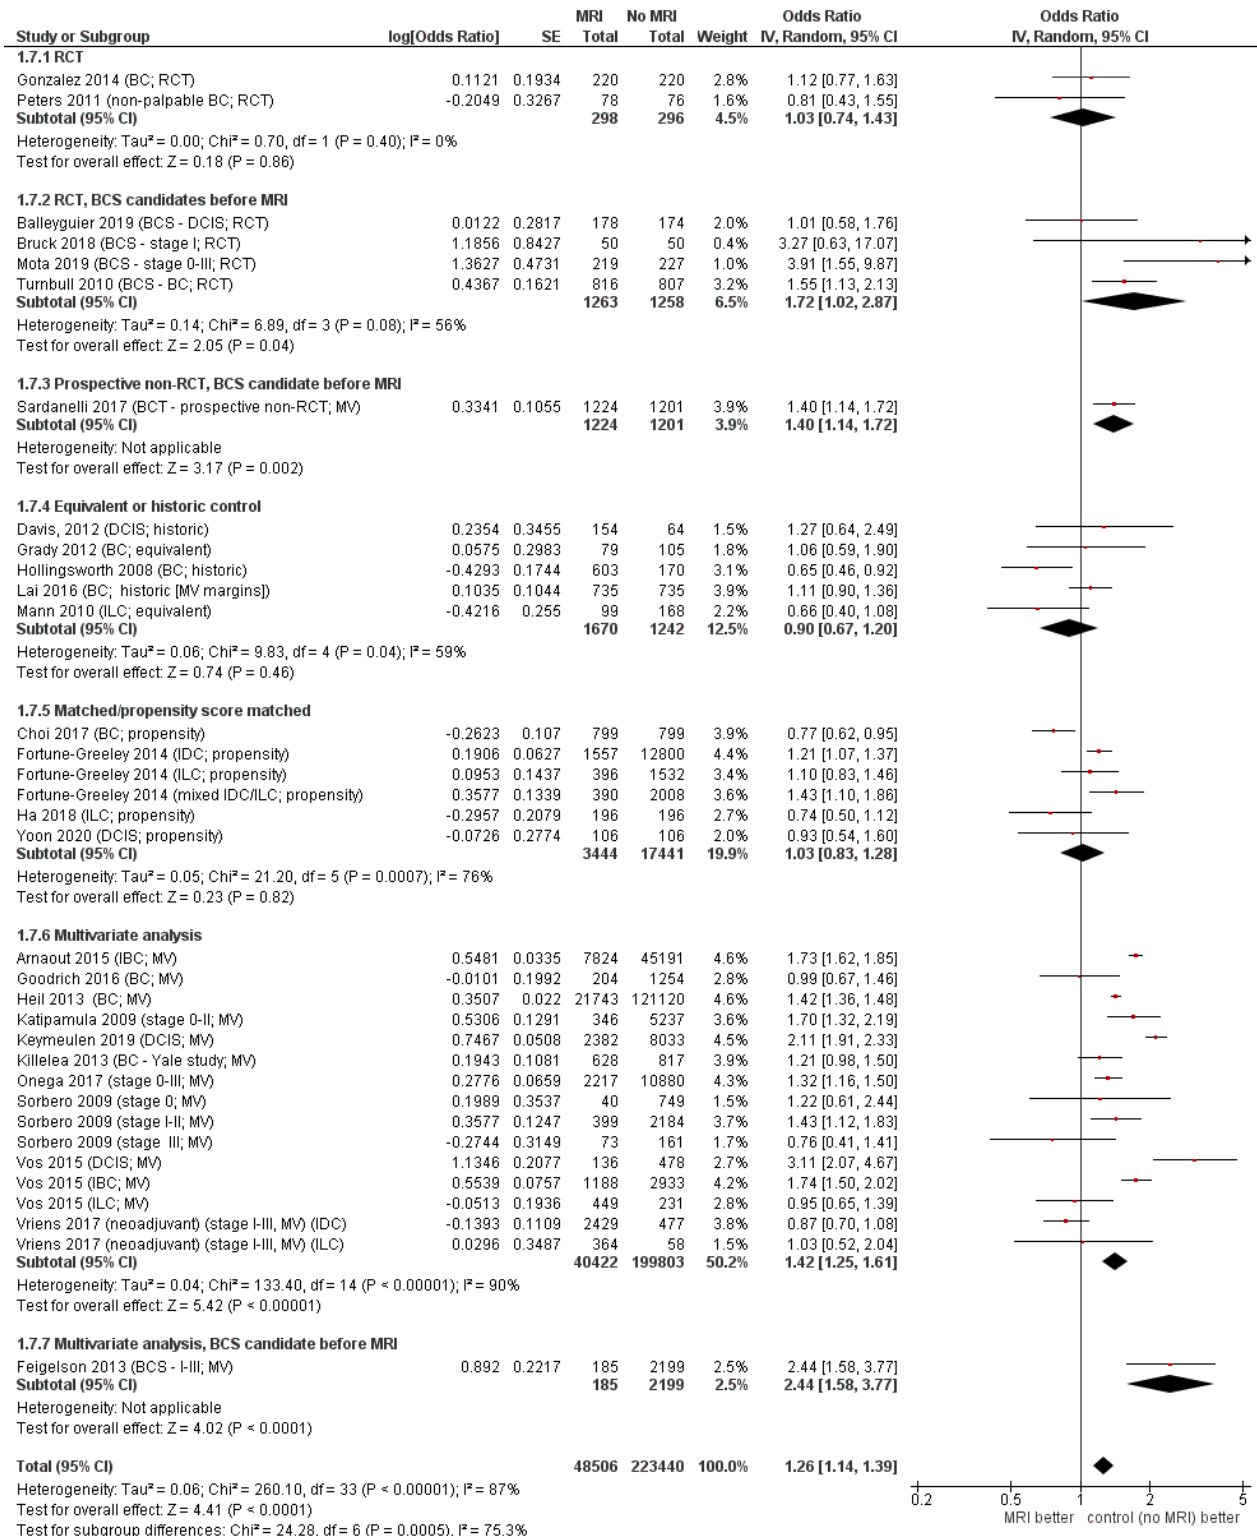 MRI No MRI Odds Ratio Odds Ratio
Study or Subgroup log[Odds Ratio] SE Total Total Weight IV, Random, 95% CI IV, Random, 95% CI
1.7.1 RCT
Gonzalez 2014 (BC; RCT) 0.1121 0.1934 220 220 2.8% 1.12 [0.77, 1.63]
Peters 2011 (non-palpable BC; RCT) -0.2049 0.3267 78 76 1.6% 0.81 [0.43, 1.55]
Subtotal (95% CI) 298 296 4.5% 1.03 [0.74, 1.43]
Heterogeneity: Tau² = 0.00; Chi² = 0.70, df = 1 (P = 0.40); I² = 0%
Test for overall effect: Z = 0.18 (P = 0.86)
1.7.2 RCT, BCS candidates before MRI
Balleyguier 2019 (BCS - DCIS; RCT) 0.0122 0.2817 178 174 2.0% 1.01 [0.58, 1.76]
Bruck 2018 (BCS - stage I; RCT) 1.1856 0.8427 50 50 0.4% 3.27 [0.63, 17.07]
Mota 2019 (BCS - stage 0-III; RCT) 1.3627 0.4731 219 227 1.0% 3.91 [1.55, 9.87]
Turnbull 2010 (BCS - BC; RCT) 0.4367 0.1621 816 807 3.2% 1.55 [1.13, 2.13]
Subtotal (95% CI) 1263 1258 6.5% 1.72 [1.02, 2.87]
Heterogeneity: Tau² = 0.14; Chi² = 6.89, df = 3 (P = 0.08); I² = 56%
Test for overall effect: Z = 2.05 (P = 0.04)
1.7.3 Prospective non-RCT, BCS candidate before MRI
Sardanelli 2017 (BCT - prospective non-RCT; MV) 0.3341 0.1055 1224 1201 3.9% 1.40 [1.14, 1.72]
Subtotal (95% CI) 1224 1201 3.9% 1.40 [1.14, 1.72]
Heterogeneity: Not applicable
Test for overall effect: Z = 3.17 (P = 0.002)
1.7.4 Equivalent or historic control
Davis, 2012 (DCIS; historic) 0.2354 0.3455 154 64 1.5% 1.27 [0.64, 2.49]
Grady 2012 (BC; equivalent) 0.0575 0.2983 79 105 1.8% 1.06 [0.59, 1.90]
Hollingsworth 2008 (BC; historic) -0.4293 0.1744 603 170 3.1% 0.65 [0.46, 0.92]
Lai 2016 (BC; historic [MV margins]) 0.1035 0.1044 735 735 3.9% 1.11 [0.90, 1.36]
Mann 2010 (ILC; equivalent) -0.4216 0.255 99 168 2.2% 0.66 [0.40, 1.08]
Subtotal (95% CI) 1670 1242 12.5% 0.90 [0.67, 1.20]
Heterogeneity: Tau² = 0.06; Chi² = 9.83, df = 4 (P = 0.04); I² = 59%
Test for overall effect: Z = 0.74 (P = 0.46)
1.7.5 Matched/propensity score matched
Choi 2017 (BC; propensity) -0.2623 0.107 799 799 3.9% 0.77 [0.62, 0.95]
Fortune-Greeley 2014 (IDC; propensity) 0.1906 0.0627 1557 12800 4.4% 1.21 [1.07, 1.37]
Fortune-Greeley 2014 (ILC; propensity) 0.0953 0.1437 396 1532 3.4% 1.10 [0.83, 1.46]
Fortune-Greeley 2014 (mixed IDC/ILC; propensity) 0.3577 0.1339 390 2008 3.6% 1.43 [1.10, 1.86]
Ha 2018 (ILC; propensity) -0.2957 0.2079 196 196 2.7% 0.74 [0.50, 1.12]
Yoon 2020 (DCIS; propensity) -0.0726 0.2774 106 106 2.0% 0.93 [0.54, 1.60]
Subtotal (95% CI) 3444 17441 19.9% 1.03 [0.83, 1.28]
Heterogeneity: Tau² = 0.05; Chi² = 21.20, df = 5 (P = 0.0007); I² = 76%
Test for overall effect: Z = 0.23 (P = 0.82)
1.7.6 Multivariate analysis
Arnaout 2015 (IBC; MV) 0.5481 0.0335 7824 45191 4.6% 1.73 [1.62, 1.85]
Goodrich 2016 (BC; MV) -0.0101 0.1992 204 1254 2.8% 0.99 [0.67, 1.46]
Heil 2013 (BC; MV) 0.3507 0.022 21743 121120 4.6% 1.42 [1.36, 1.48]
Katipamula 2009 (stage 0-II; MV) 0.5306 0.1291 346 5237 3.6% 1.70 [1.32, 2.19]
Keymeulen 2019 (DCIS; MV) 0.7467 0.0508 2382 8033 4.5% 2.11 [1.91, 2.33]
Killelea 2013 (BC - Yale study; MV) 0.1943 0.1081 628 817 3.9% 1.21 [0.98, 1.50]
Onega 2017 (stage 0-III; MV) 0.2776 0.0659 2217 10880 4.3% 1.32 [1.16, 1.50]
Sorbero 2009 (stage 0; MV) 0.1989 0.3537 40 749 1.5% 1.22 [0.61, 2.44]
Sorbero 2009 (stage I-II; MV) 0.3577 0.1247 399 2184 3.7% 1.43 [1.12, 1.83]
Sorbero 2009 (stage III; MV) -0.2744 0.3149 73 161 1.7% 0.76 [0.41, 1.41]
Vos 2015 (DCIS; MV) 1.1346 0.2077 136 478 2.7% 3.11 [2.07, 4.67]
Vos 2015 (IBC; MV) 0.5539 0.0757 1188 2933 4.2% 1.74 [1.50, 2.02]
Vos 2015 (ILC; MV) -0.0513 0.1936 449 231 2.8% 0.95 [0.65, 1.39]
Vriens 2017 (neoadjuvant) (stage I-III, MV) (IDC) -0.1393 0.1109 2429 477 3.8% 0.87 [0.70, 1.08]
Vriens 2017 (neoadjuvant) (stage I-III, MV) (ILC) 0.0296 0.3487 364 58 1.5% 1.03 [0.52, 2.04]
Subtotal (95% CI) 40422 199803 50.2% 1.42 [1.25, 1.61]
Heterogeneity: Tau² = 0.04; Chi² = 133.40, df = 14 (P < 0.00001); I² = 90%
Test for overall effect: Z = 5.42 (P < 0.00001)
1.7.7 Multivariate analysis, BCS candidate before MRI
Feigelson 2013 (BCS - I-III; MV) 0.892 0.2217 185 2199 2.5% 2.44 [1.58, 3.77]
Subtotal (95% CI) 185 2199 2.5% 2.44 [1.58, 3.77]
Heterogeneity: Not applicable
Test for overall effect: Z = 4.02 (P < 0.0001)
Total (95% CI) 48506 223440 100.0% 1.26 [1.14, 1.39]
Heterogeneity: Tau² = 0.06; Chi² = 260.10, df = 33 (P < 0.00001); I² = 87%
Test for overall effect: Z = 4.41 (P < 0.0001)
Test for subgroup differences: Chi² = 24.28, df = 6 (P = 0.0005), I² = 75.3%
0.2 0.5 1 2 5
MRI better control (no MRI) better